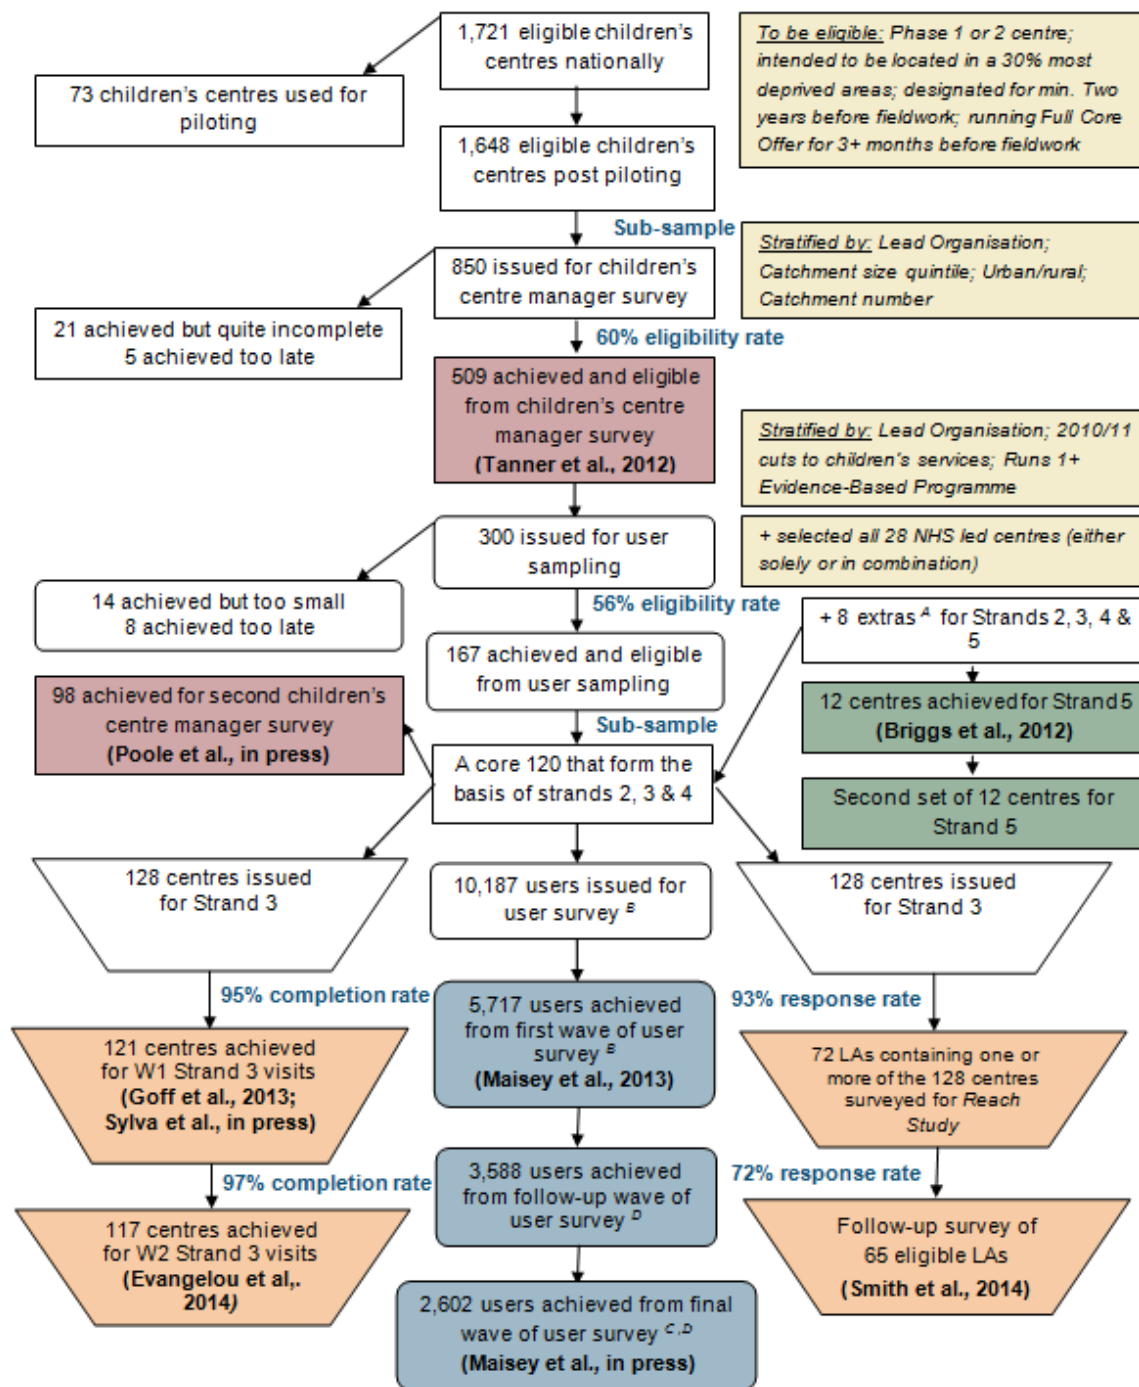 1,721 eligible children's
centres nationally
To be eligible: Phase 1 or 2 centre;
intended to be located in a 30% most
deprived areas; designated for min. Two
years before fieldwork; running Full Core
Offer for 3+ months before fieldwork
73 children's centres used for
piloting
1,648 eligible children's
centres post piloting
Sub-sample
Stratified by: Lead Organisation;
Catchment size quintile; Urban/rural;
Catchment number
850 issued for children's
centre manager survey
21 achieved but quite incomplete
5 achieved too late
60% eligibility rate
509 achieved and eligible
from children's centre
manager survey
(Tanner et al., 2012)
Stratified by: Lead Organisation; 2010/11
cuts to children's services; Runs 1+
Evidence-Based Programme
300 issued for user
sampling
+ selected all 28 NHS led centres (either
solely or in combination)
14 achieved but too small
8 achieved too late
56% eligibility rate
+ 8 extras A for Strands 2, 3, 4 &
5
167 achieved and eligible
from user sampling
98 achieved for second children's
centre manager survey
(Poole et al., in press)
12 centres achieved for Strand 5
(Briggs et al., 2012)
Sub-sample
A core 120 that form the
basis of strands 2, 3 & 4
Second set of 12 centres for
Strand 5
128 centres issued
for Strand 3
10,187 users issued for
user survey B
128 centres issued
for Strand 3
95% completion rate
93% response rate
5,717 users achieved
from first wave of user
survey B
(Maisey et al., 2013)
121 centres achieved
for W1 Strand 3 visits
(Goff et al., 2013;
Sylva et al., in press)
72 LAs containing one or
more of the 128 centres
surveyed for Reach
Study
97% completion rate
3,588 users achieved
from follow-up wave of
user survey D
72% response rate
117 centres achieved
for W2 Strand 3 visits
(Evangelou et al,.
2014)
Follow-up survey of
65 eligible LAs
(Smith et al., 2014)
2,602 users achieved from final
wave of user survey C,D
(Maisey et al., in press)